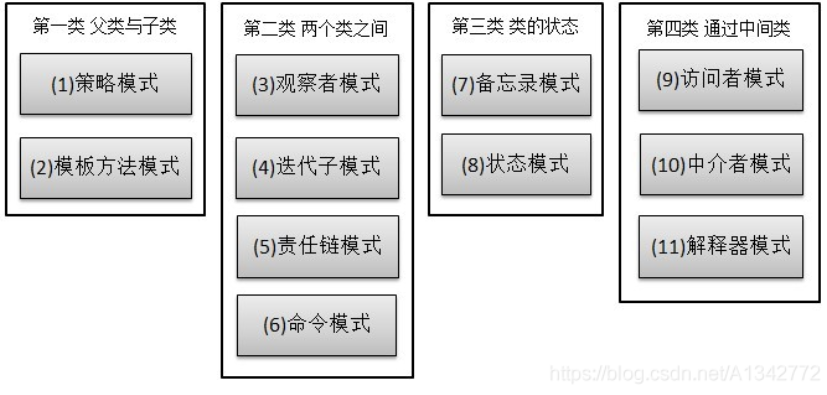 第一类 父类与子类
(1)策略模式
(2)模板方法模式
第二类 两个类之间
(3)观察者模式
(4)迭代子模式
(5)责任链模式
(6)命令模式
第三类 类的状态
(7)备忘录模式
(8)状态模式
第四类 通过中间类
(9)访问者模式
(10)中介者模式
(11)解释器模式
https://blog.csdn.net/A1342772